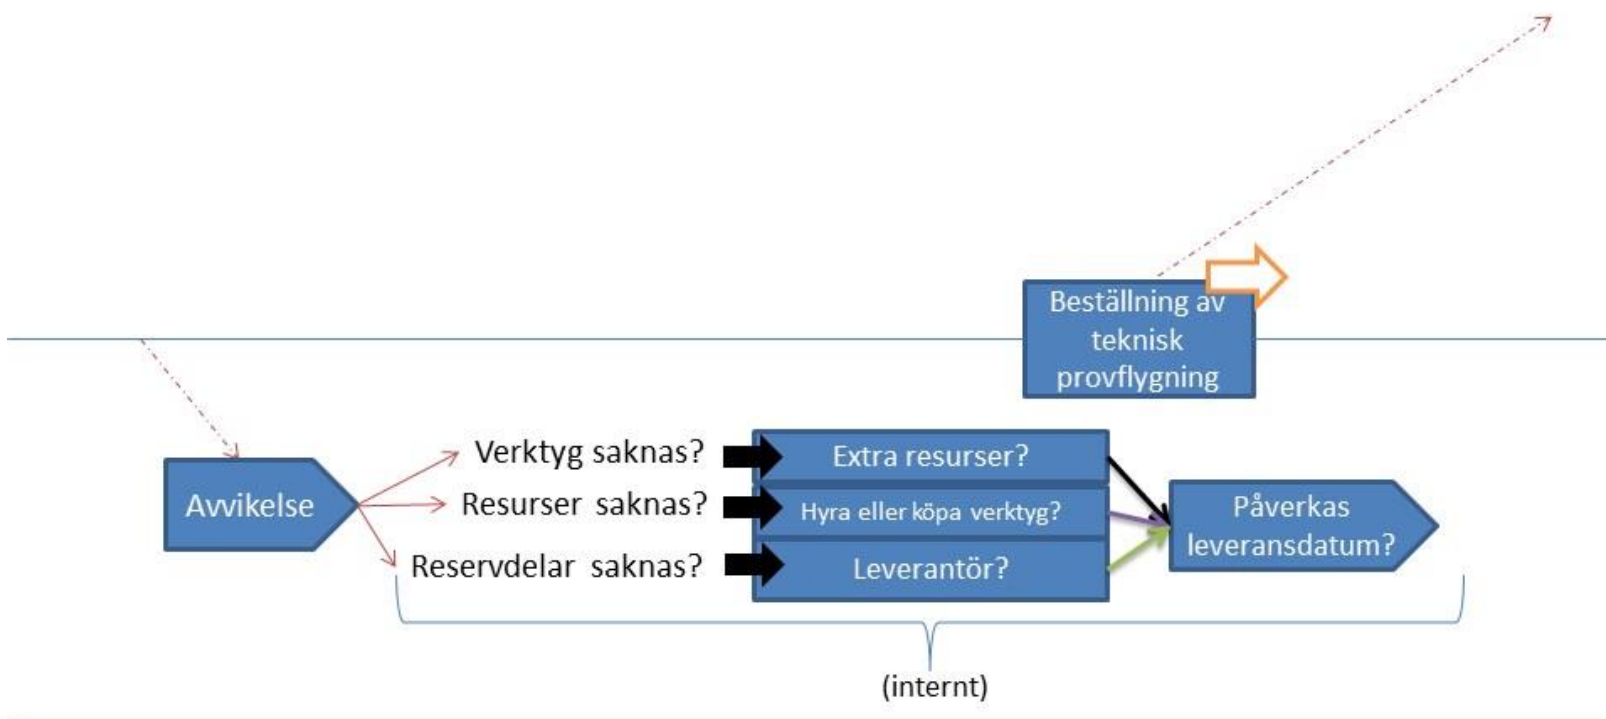 Beställning av
teknisk
provflygning
Avvikelse
Verktyg saknas?
Resurser saknas?
Reservdelar saknas?
Extra resurser?
Hyra eller köpa verktyg?
Leverantör?
Påverkas
leveransdatum?
(internt)